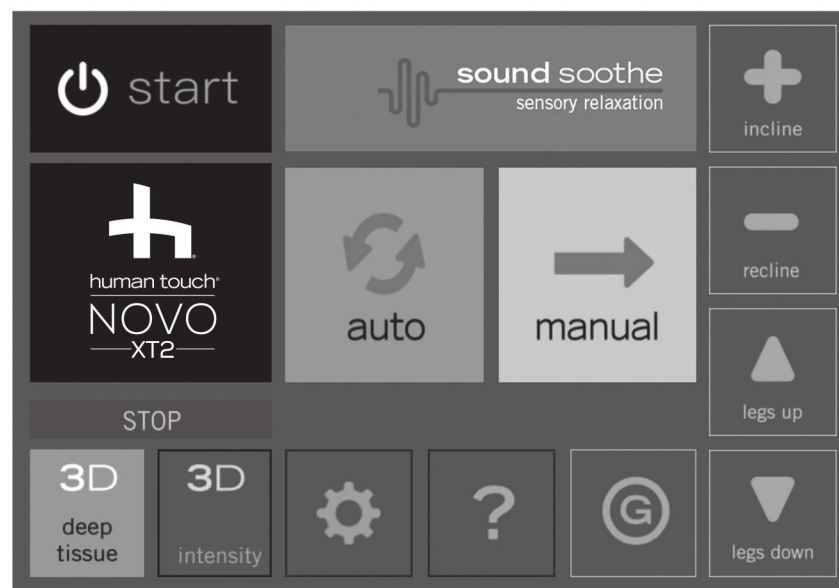 start
sound soothe
sensory relaxation
incline
human touch®
NOVO
XT2
auto
manual
recline
STOP
legs up
3D
deep
tissue
3D
intensity
?
G
legs down